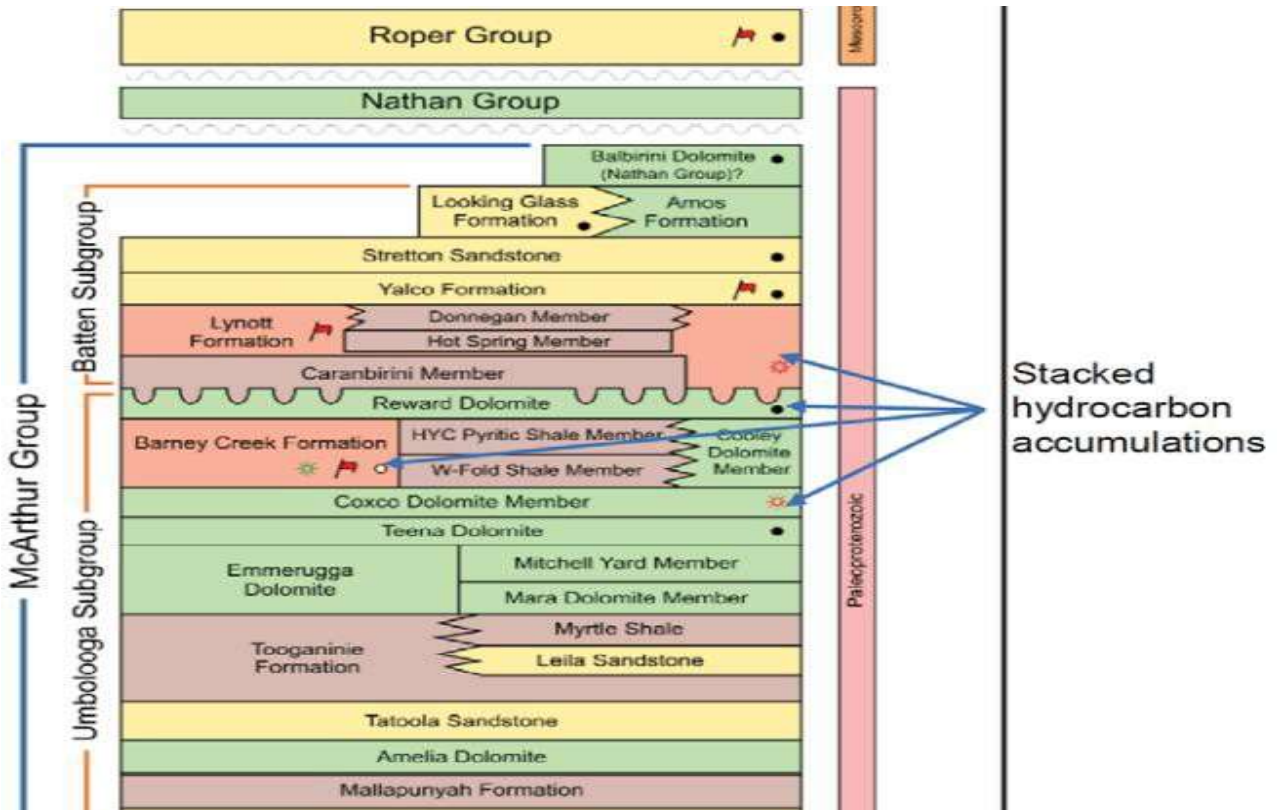 Roper Group
Nathan Group
Balbirini Dolomite
(Nathan Group)?
Looking Glass
Formation
Amos
Formation
Stretton Sandstone
Yalco Formation
Lynott
Formation
Donnegan Member
Hot Spring Member
Caranbirini Member
Reward Dolomite
Barney Creek Formation
HYC Pyritic Shale Member
W-Fold Shale Member
Cooley
Dolomite
Member
Coxco Dolomite Member
Teena Dolomite
Emmerugga
Dolomite
Mitchell Yard Member
Mara Dolomite Member
Tooganinie
Formation
Myrtle Shale
Leila Sandstone
Tatoola Sandstone
Amelia Dolomite
Mallapunyah Formation
McArthur Group
Batten Subgroup
Umbolooga Subgroup
Paleoproterozoic
Stacked
hydrocarbon
accumulations